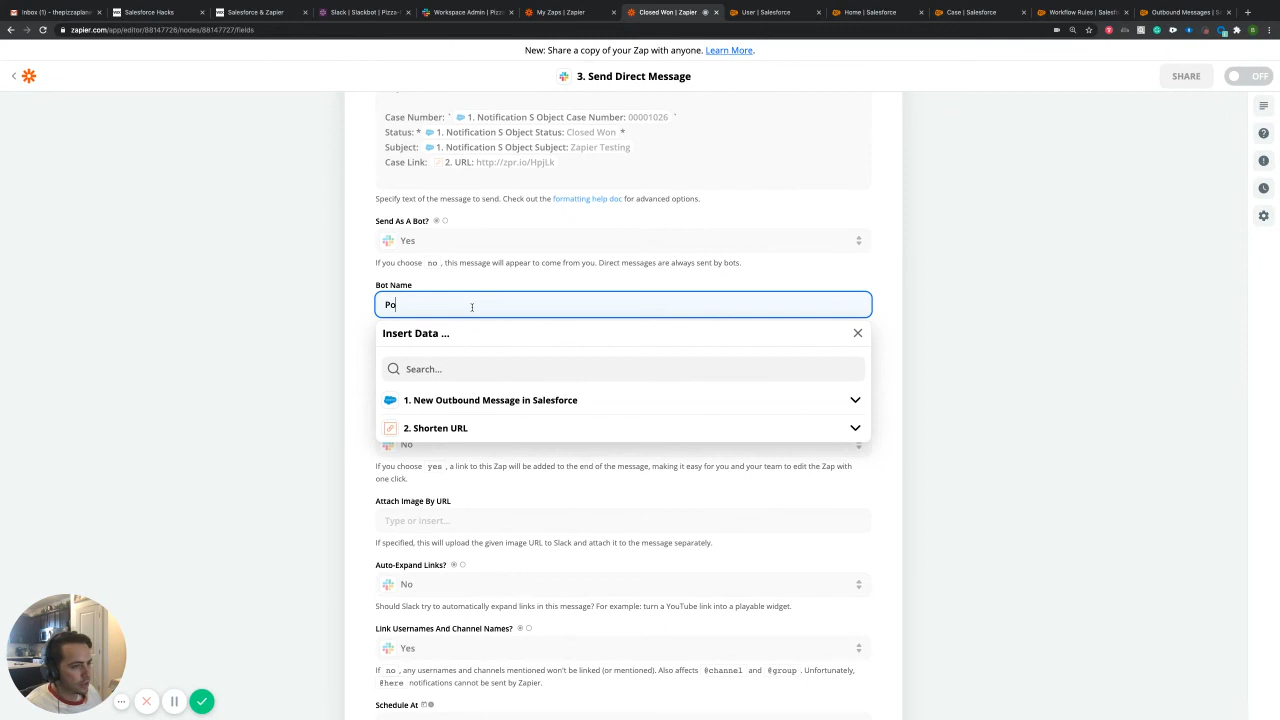 Inbox (1) – thepizzaplane
Salesforce Hacks
Salesforce & Zapier
Slack | Slackbot | Pizza-
Workspace Admin | Pizza
My Zaps | Zapier
Closed Won | Zapier
User | Salesforce
Home | Salesforce
Case | Salesforce
Workflow Rules | Salesf
Outbound Messages | S
zapier.com/app/editor/88147726/nodes/88147727/fields
New: Share a copy of your Zap with anyone. Learn More.
3. Send Direct Message
SHARE
OFF
Case Number: ` 1. Notification S Object Case Number: 00001026 `
Status: * 1. Notification S Object Status: Closed Won *
Subject: 1. Notification S Object Subject: Zapier Testing
Case Link: 2. URL: http://zpr.io/HpjLk
Specify text of the message to send. Check out the formatting help doc for advanced options.
Send As A Bot?
Yes
If you choose no , this message will appear to come from you. Direct messages are always sent by bots.
Bot Name
Po
Insert Data ...
Search...
1. New Outbound Message in Salesforce
2. Shorten URL
No
If you choose yes , a link to this Zap will be added to the end of the message, making it easy for you and your team to edit the Zap with
one click.
Attach Image By URL
Type or insert...
If specified, this will upload the given image URL to Slack and attach it to the message separately.
Auto-Expand Links?
No
Should Slack try to automatically expand links in this message? For example: turn a YouTube link into a playable widget.
Link Usernames And Channel Names?
Yes
If no , any usernames and channels mentioned won't be linked (or mentioned). Also affects @channel and @group . Unfortunately,
@here notifications cannot be sent by Zapier.
Schedule At